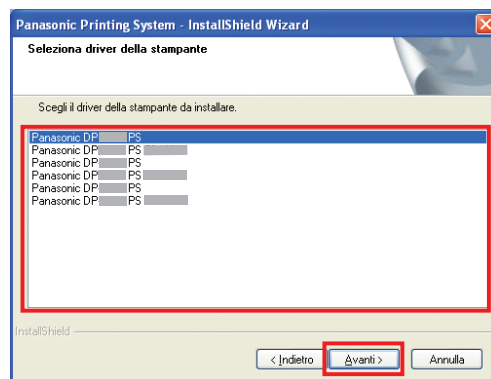 Panasonic Printing System - InstallShield Wizard
Seleziona driver della stampante
Scegli il driver della stampante da installare.
Panasonic DP PS
Panasonic DP PS
Panasonic DP PS
Panasonic DP PS
Panasonic DP PS
Panasonic DP PS
InstallShield
< Indietro Avanti > Annulla